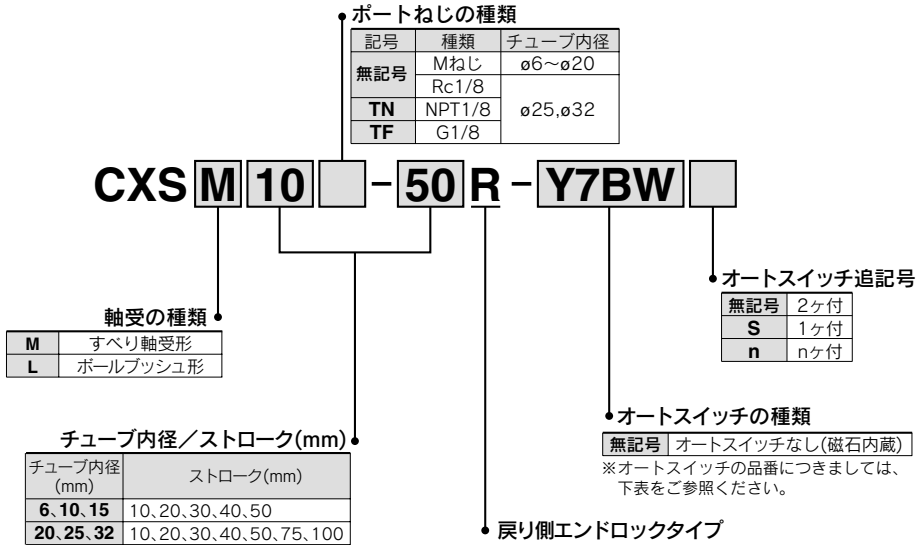 ポートねじの種類
記号 種類 チューブ内径
無記号 Mねじ ø6~ø20
Rc1/8 ø25,ø32
TN NPT1/8
TF G1/8
CXS M 10 - 50 R - Y7BW
軸受の種類
M すべり軸受形
L ボールブッシュ形
オートスイッチ追記号
無記号 2ヶ付
S 1ヶ付
n nヶ付
オートスイッチの種類
無記号 オートスイッチなし(磁石内蔵)
※オートスイッチの品番につきましては、
下表をご参照ください。
チューブ内径/ストローク(mm)
チューブ内径
(mm)
ストローク(mm)
6、10、15 10、20、30、40、50
20、25、32 10、20、30、40、50、75、100
戻り側エンドロックタイプ